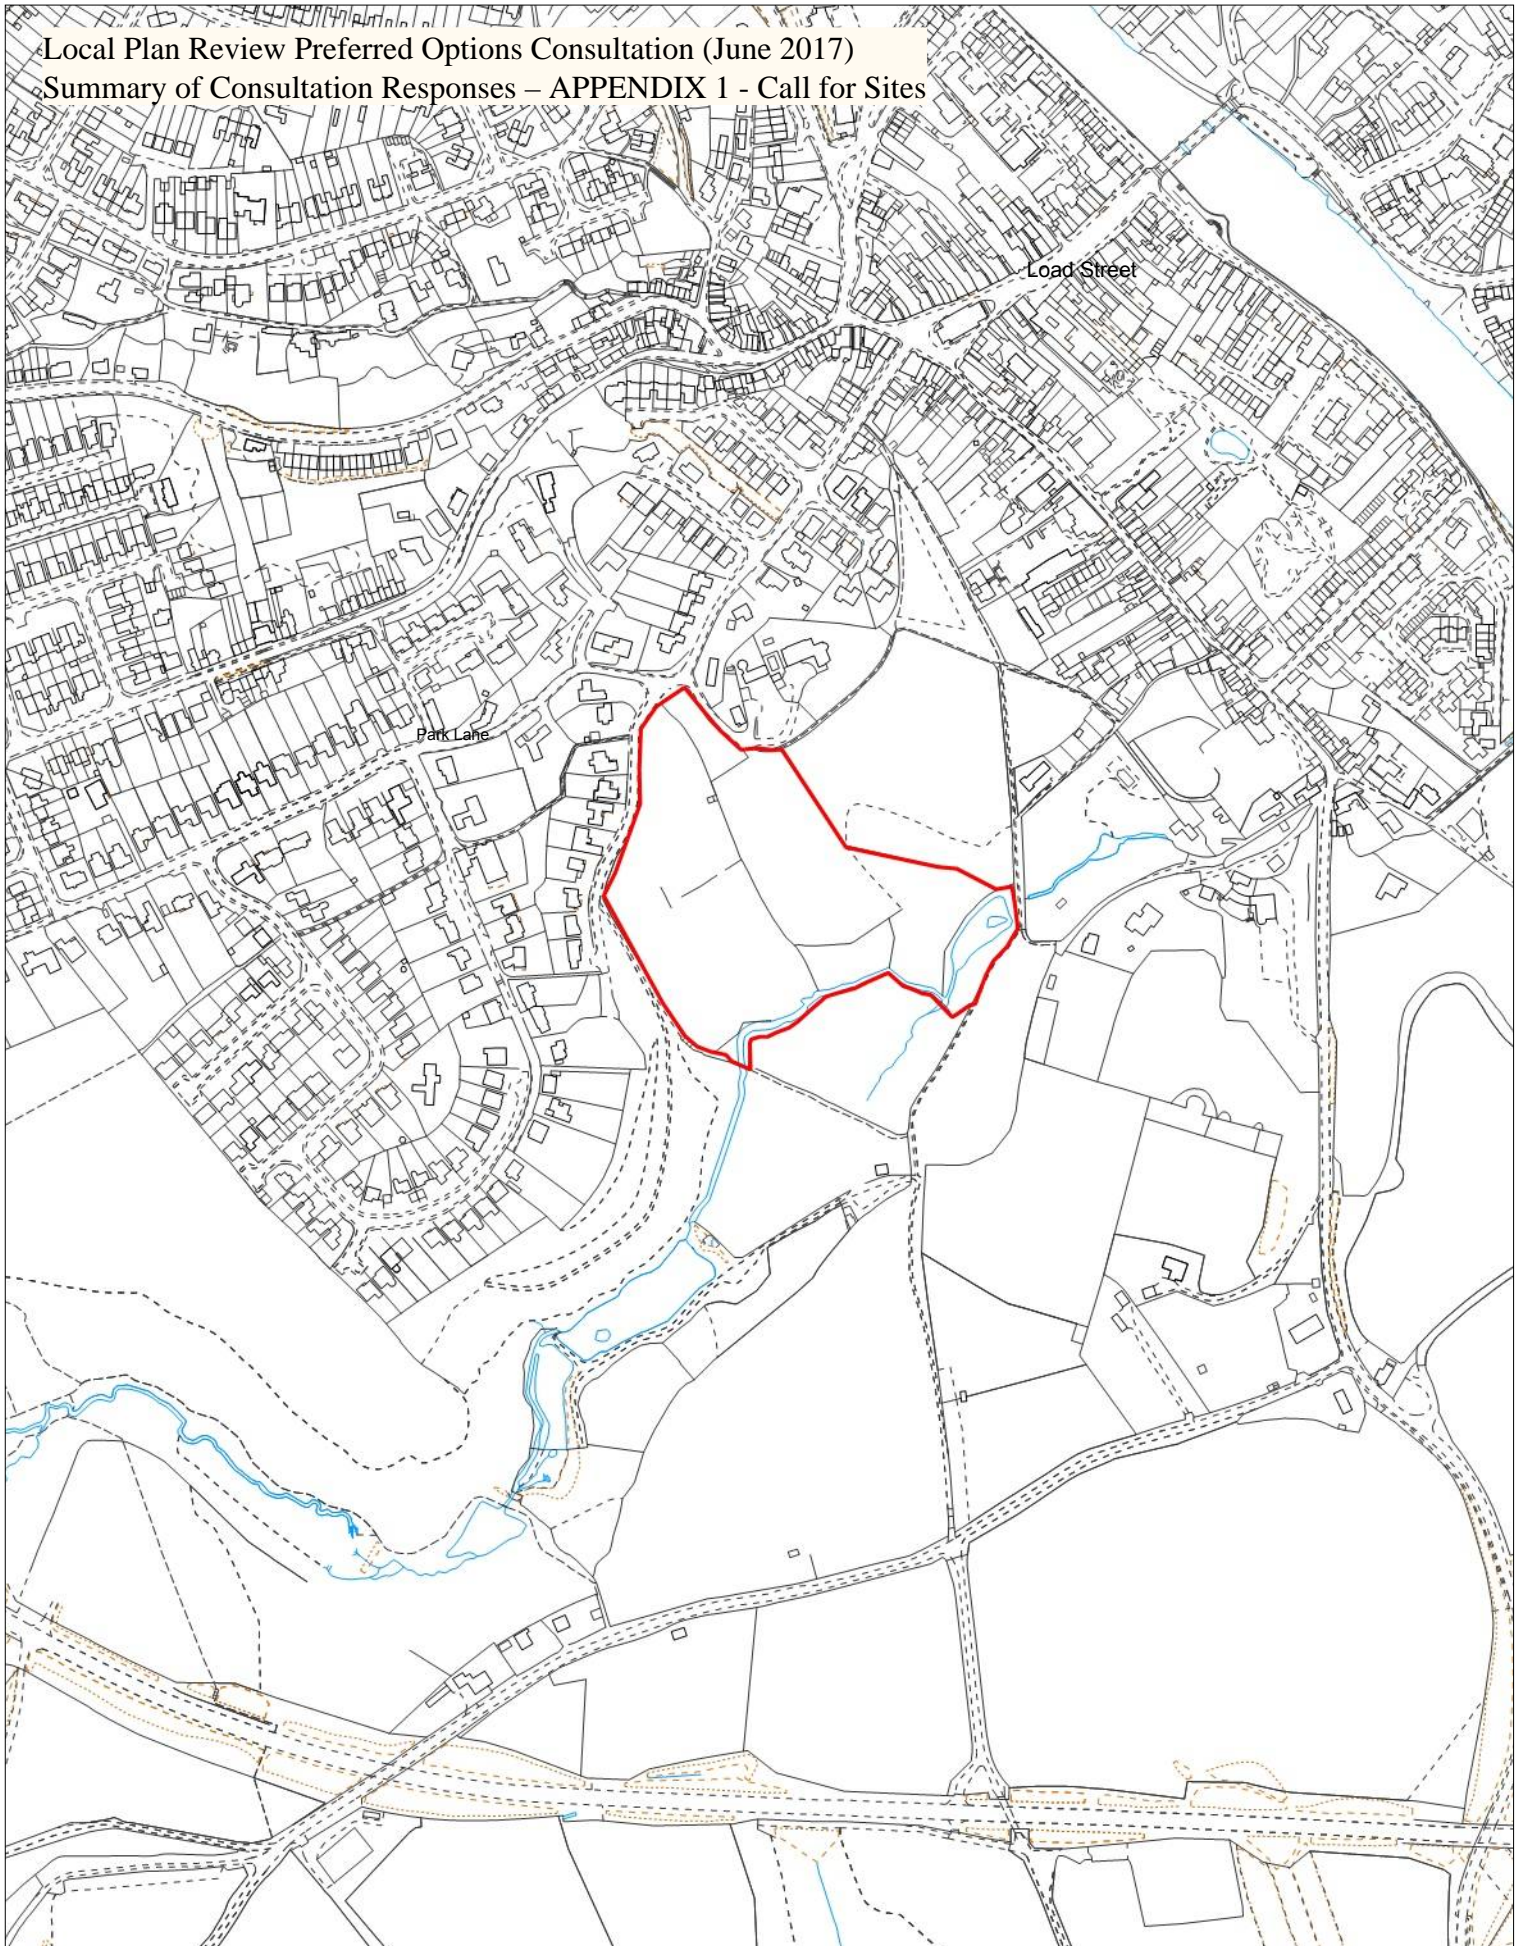 Local Plan Review Preferred Options Consultation (June 2017)
Summary of Consultation Responses – APPENDIX 1 - Call for Sites
Load Street
Park Lane